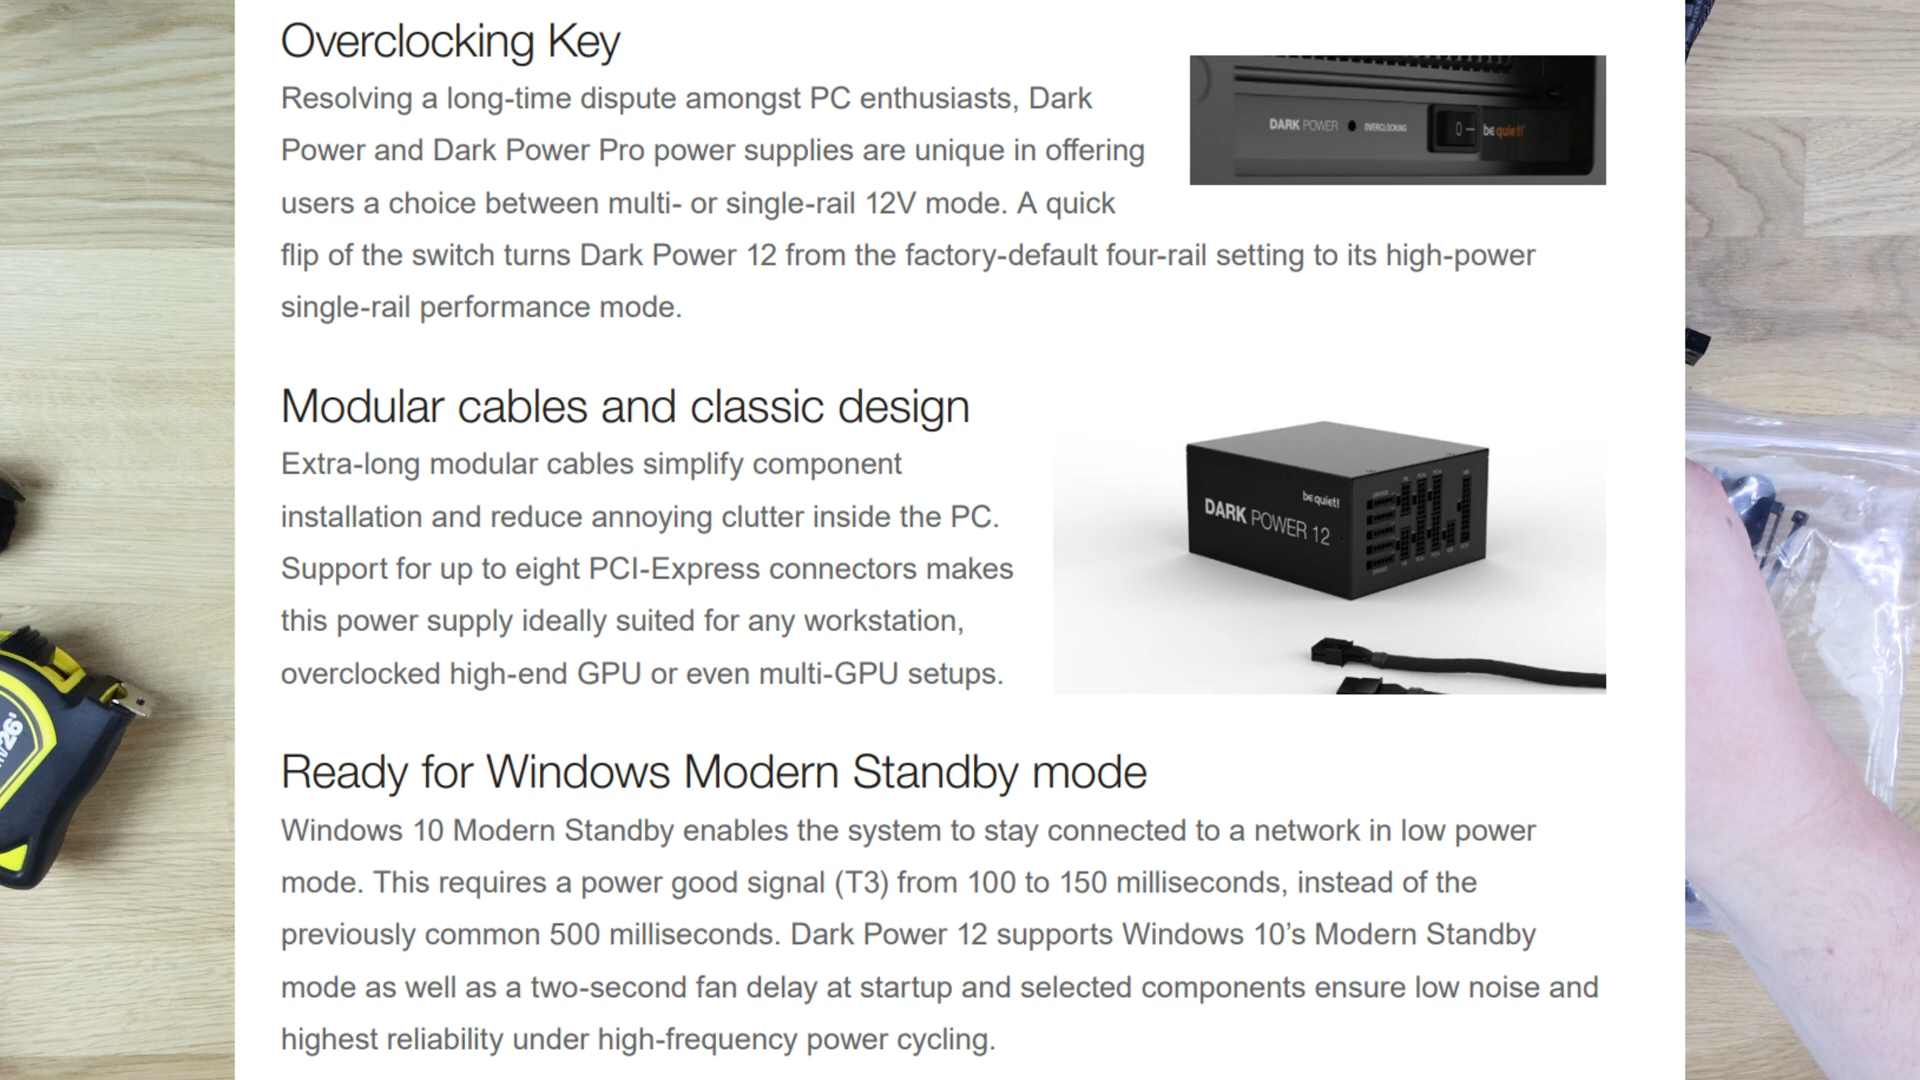 Overclocking Key
Resolving a long-time dispute amongst PC enthusiasts, Dark
Power and Dark Power Pro power supplies are unique in offering
users a choice between multi- or single-rail 12V mode. A quick
flip of the switch turns Dark Power 12 from the factory-default four-rail setting to its high-power
single-rail performance mode.
DARK POWER OVERCLOCKING be quiet!
Modular cables and classic design
Extra-long modular cables simplify component
installation and reduce annoying clutter inside the PC.
Support for up to eight PCI-Express connectors makes
this power supply ideally suited for any workstation,
overclocked high-end GPU or even multi-GPU setups.
be quiet!
DARK POWER 12
Ready for Windows Modern Standby mode
Windows 10 Modern Standby enables the system to stay connected to a network in low power
mode. This requires a power good signal (T3) from 100 to 150 milliseconds, instead of the
previously common 500 milliseconds. Dark Power 12 supports Windows 10’s Modern Standby
mode as well as a two-second fan delay at startup and selected components ensure low noise and
highest reliability under high-frequency power cycling.
26'